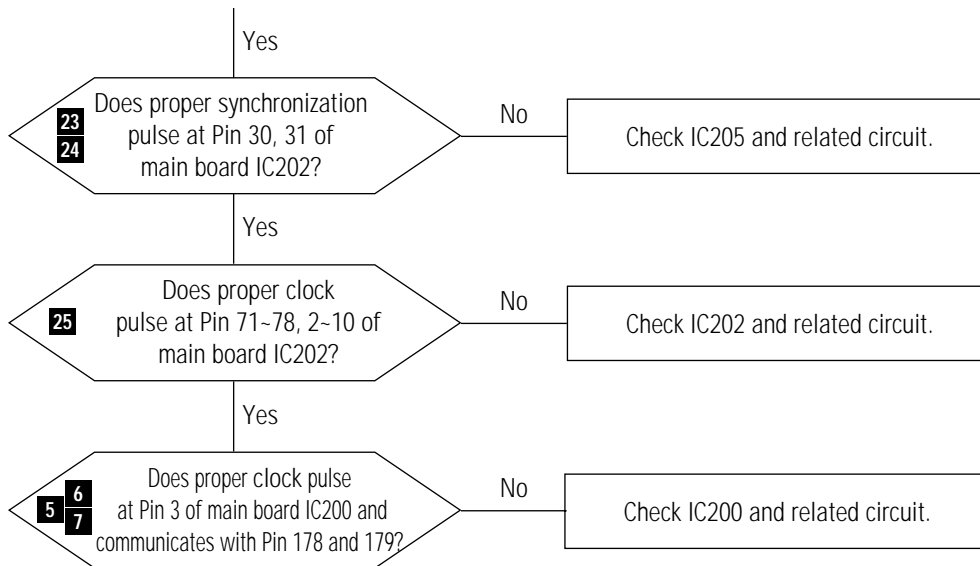 Yes
23
24
Does proper synchronization
pulse at Pin 30, 31 of
main board IC202?
No
Check IC205 and related circuit.
Yes
25
Does proper clock
pulse at Pin 71~78, 2~10 of
main board IC202?
No
Check IC202 and related circuit.
Yes
5
6
7
Does proper clock pulse
at Pin 3 of main board IC200 and
communicates with Pin 178 and 179?
No
Check IC200 and related circuit.